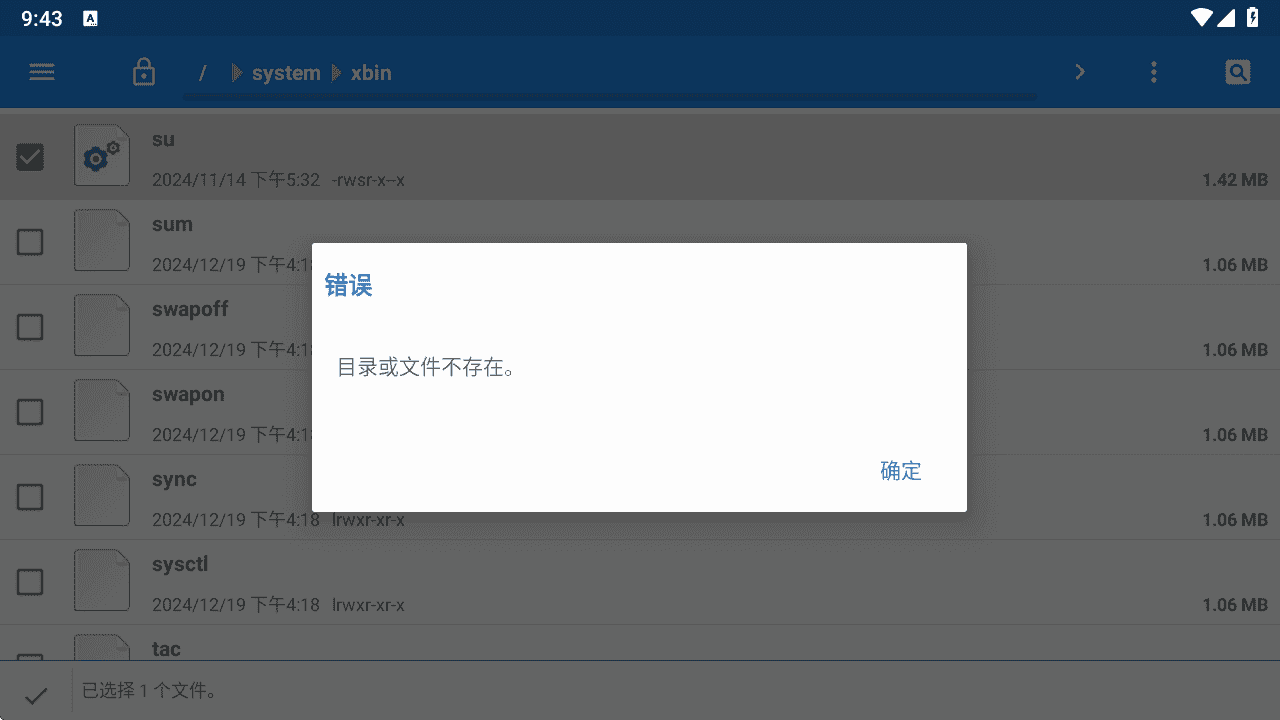 9:43 A
/ system xbin
su
2024/11/14 下午5:32 -rwsr-x--x
1.42 MB
sum
2024/12/19 下午4:18
1.06 MB
错误
swapoff
2024/12/19 下午4:18
1.06 MB
目录或文件不存在。
swapon
2024/12/19 下午4:18
1.06 MB
确定
sync
2024/12/19 下午4:18 lrwxr-xr-x
1.06 MB
sysctl
2024/12/19 下午4:18 lrwxr-xr-x
1.06 MB
tac
已选择 1 个文件。